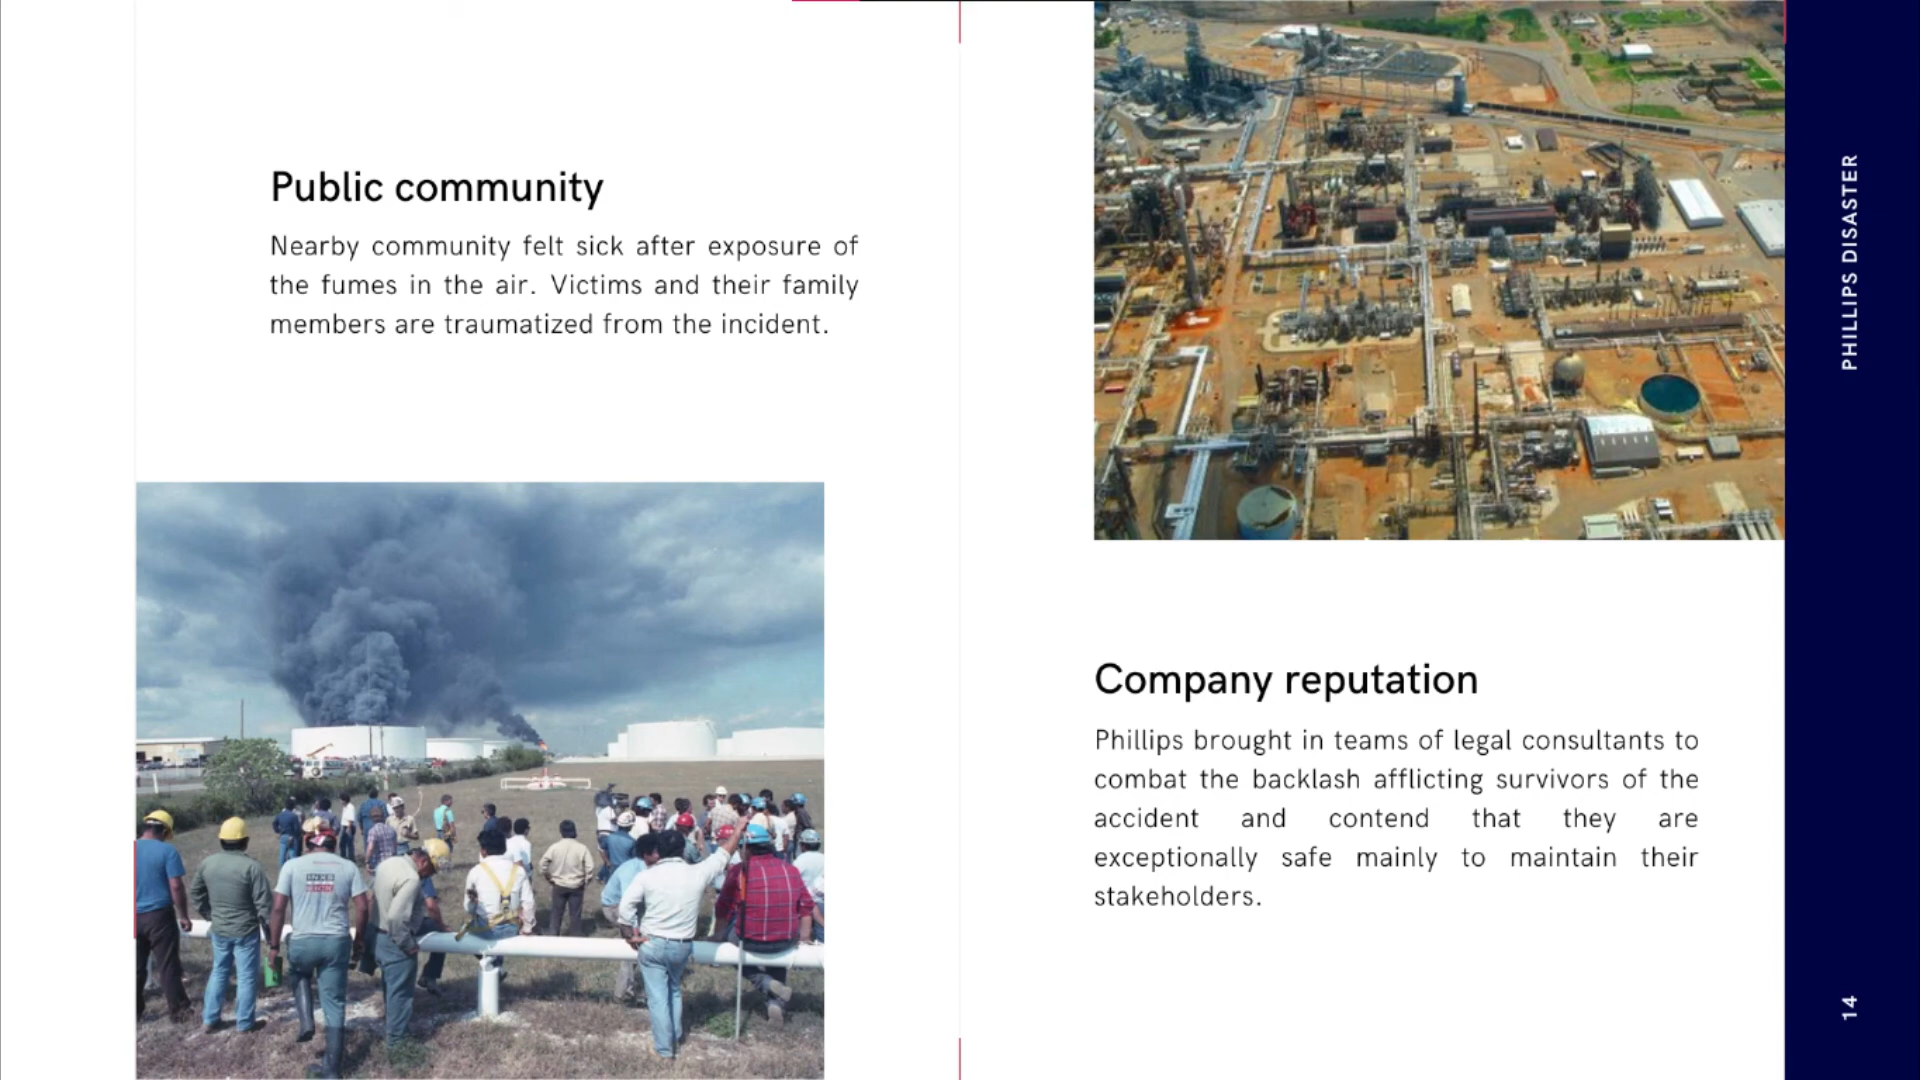 Public community
Nearby community felt sick after exposure of
the fumes in the air. Victims and their family
members are traumatized from the incident.
Company reputation
Phillips brought in teams of legal consultants to
combat the backlash afflicting survivors of the
accident and contend that they are
exceptionally safe mainly to maintain their
stakeholders.
PHILLIPS DISASTER
14